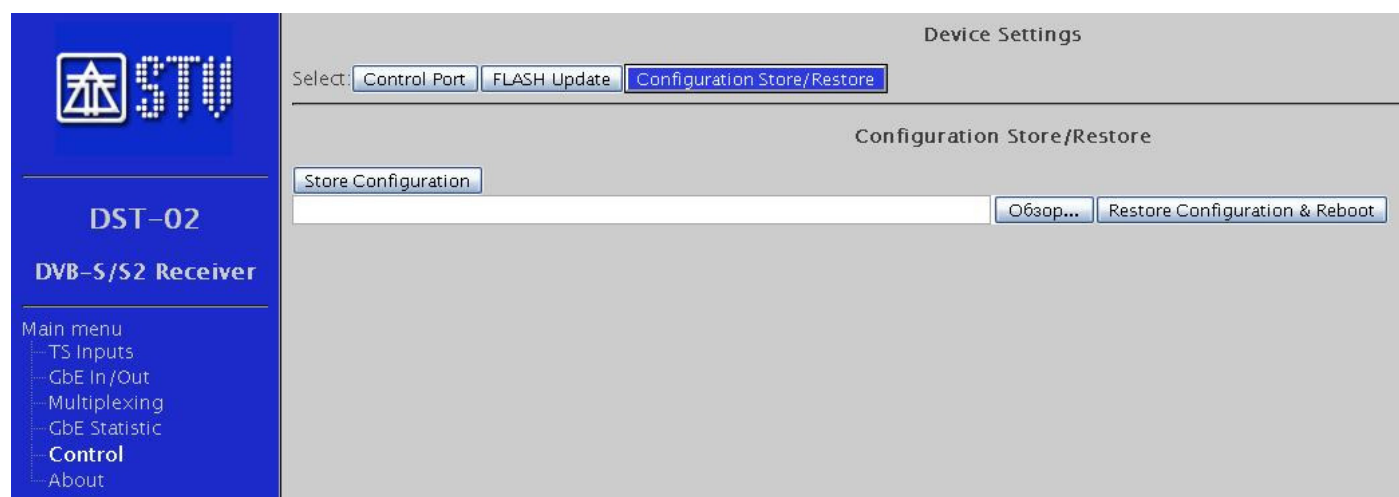 STV
DST-02
DVB-S/S2 Receiver
Main menu
TS Inputs
GbE In/Out
Multiplexing
GbE Statistic
Control
About
Device Settings
Select: Control Port FLASH Update Configuration Store/Restore
Configuration Store/Restore
Store Configuration
Обзор... Restore Configuration & Reboot